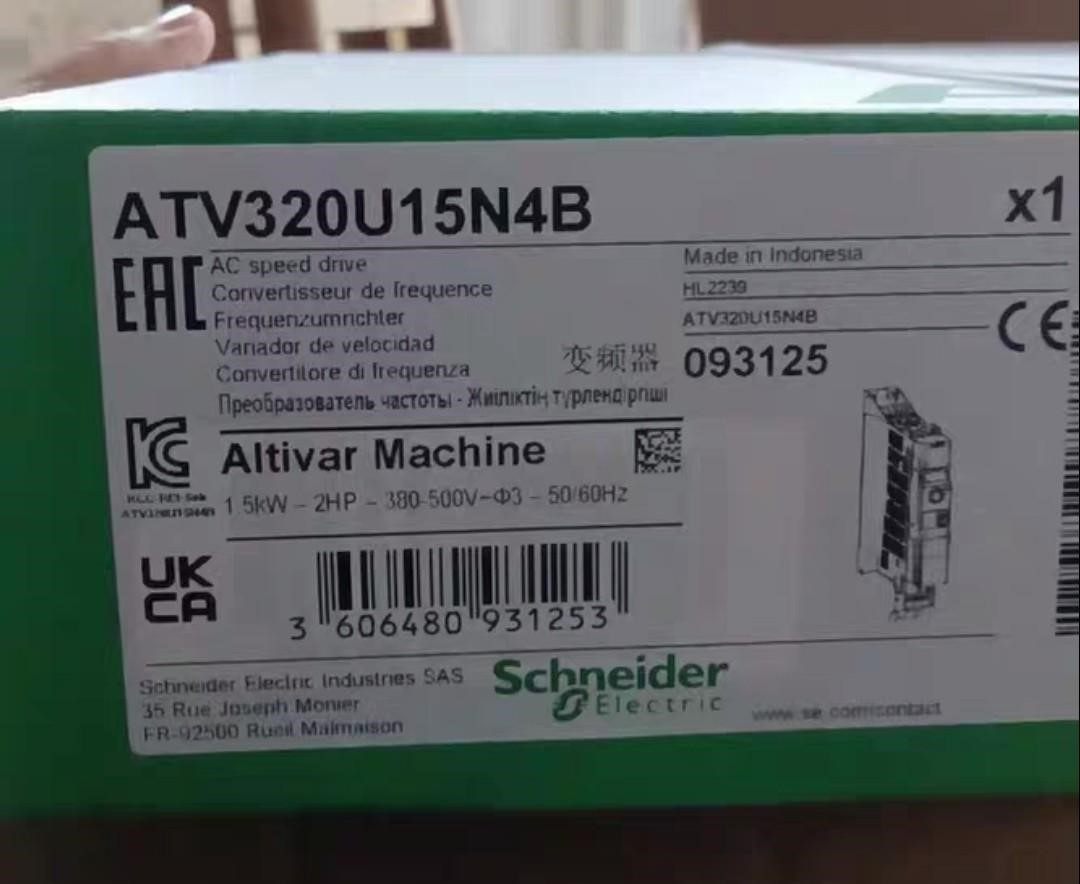 ATV320U15N4B
x1
EAC
AC speed drive
Convertisseur de frequence
Frequenzumrichter
Variador de velocidad
Convertitore di frequenza
变频器
Преобразователь частоты - Жиіліктің түрлендіргіші
Made in Indonesia
HL2239
ATV320U15N4B
093125
CE
KC
Altivar Machine
1.5kW - 2HP - 380-500V~Φ3 - 50/60Hz
UK
CA
3 606480 931253
Schneider Electric Industries SAS
35 Rue Joseph Monier
FR-92500 Rueil Malmaison
Schneider
Electric
www.se.com/contact